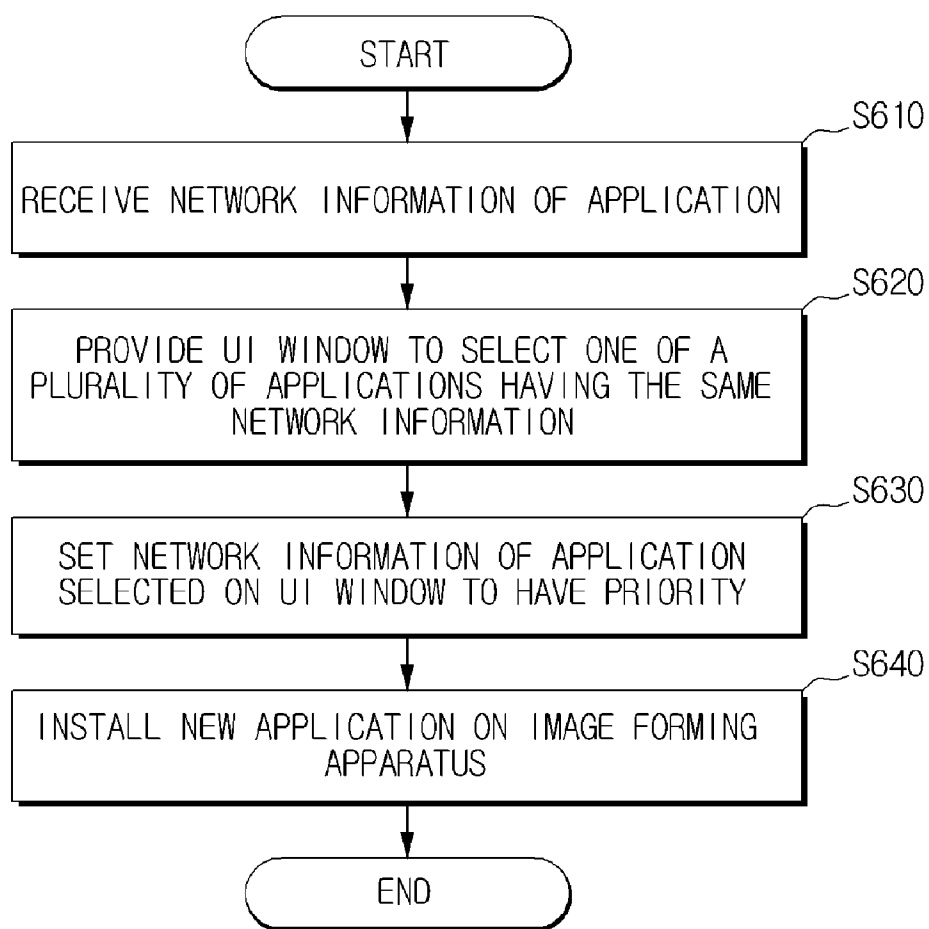 START
S610
RECEIVE NETWORK INFORMATION OF APPLICATION
S620
PROVIDE UI WINDOW TO SELECT ONE OF A
PLURALITY OF APPLICATIONS HAVING THE SAME
NETWORK INFORMATION
S630
SET NETWORK INFORMATION OF APPLICATION
SELECTED ON UI WINDOW TO HAVE PRIORITY
S640
INSTALL NEW APPLICATION ON IMAGE FORMING
APPARATUS
END